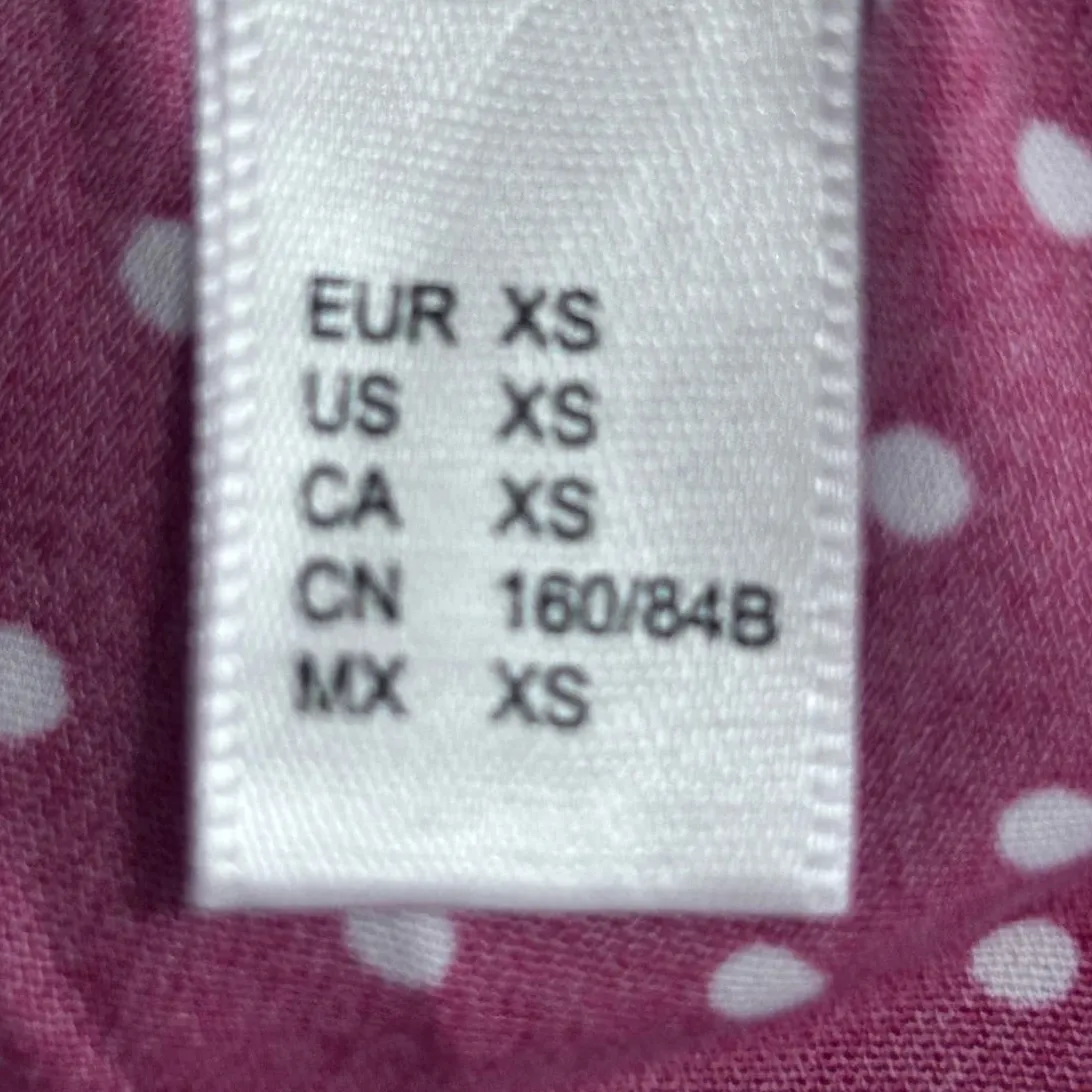 EUR XS
US XS
CA XS
CN 160/84B
MX XS